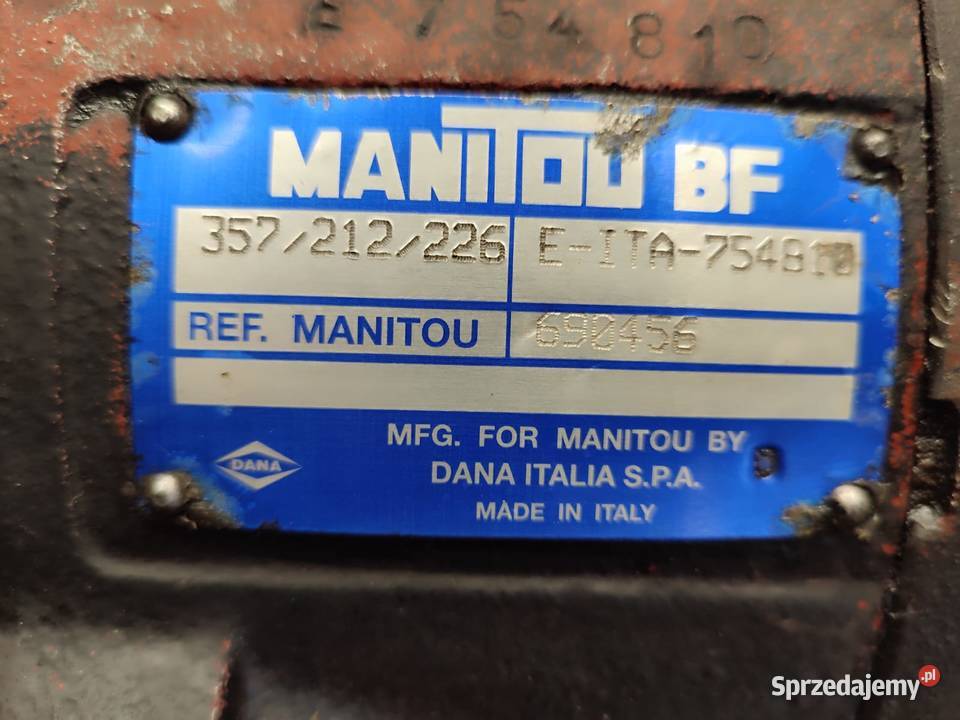 E 754810
MANITOU BF
357/212/226 E-ITA-754810
REF. MANITOU 690456
MFG. FOR MANITOU BY
DANA ITALIA S.P.A.
MADE IN ITALY
DANA
Sprzedajemy.pl